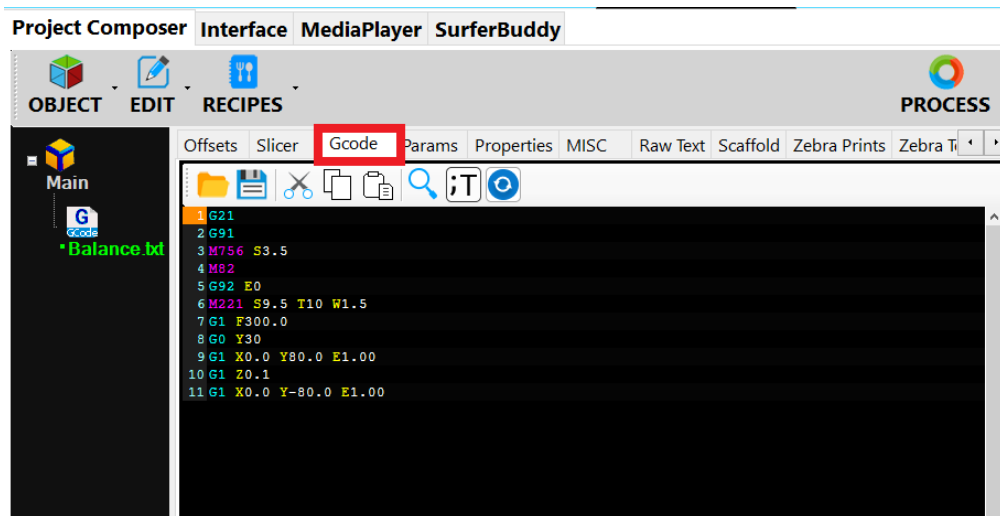 Project Composer Interface MediaPlayer SurferBuddy
OBJECT EDIT RECIPES PROCESS
Offsets Slicer Gcode Params Properties MISC Raw Text Scaffold Zebra Prints Zebra
Main
G
GCode
Balance.txt
;T
1 G21
2 G91
3 M756 S3.5
4 M82
5 G92 E0
6 M221 S9.5 T10 W1.5
7 G1 F300.0
8 G0 Y30
9 G1 X0.0 Y80.0 E1.00
10 G1 Z0.1
11 G1 X0.0 Y-80.0 E1.00